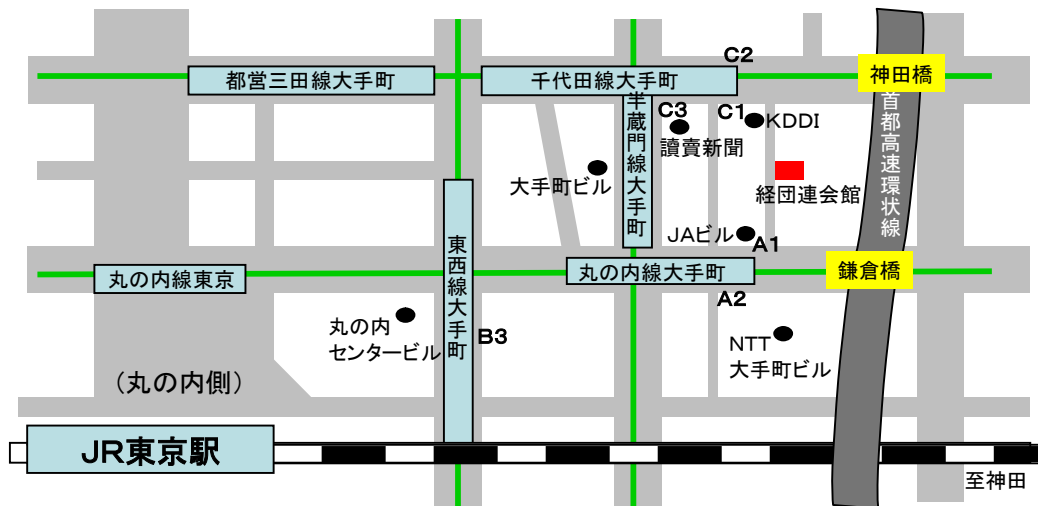 C2
都営三田線大手町
千代田線大手町
神田橋
首都高速環状線
半蔵門線大手町
C3
C1
KDDI
讀賣新聞
大手町ビル
経団連会館
JAビル
A1
東西線大手町
丸の内線東京
丸の内線大手町
鎌倉橋
A2
丸の内
センタービル
B3
NTT
大手町ビル
(丸の内側)
JR東京駅
至神田